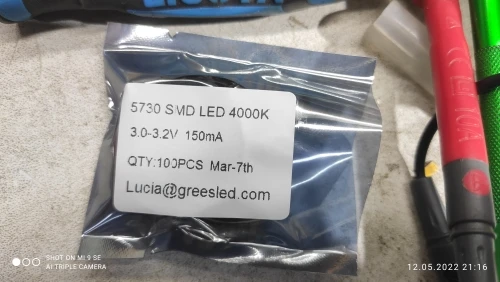 5730 SMD LED 4000K
3.0-3.2V 150mA
QTY:100PCS Mar-7th
Lucia@greesled.com
SHOT ON MI 9 SE
AI TRIPLE CAMERA
12.05.2022 21:16